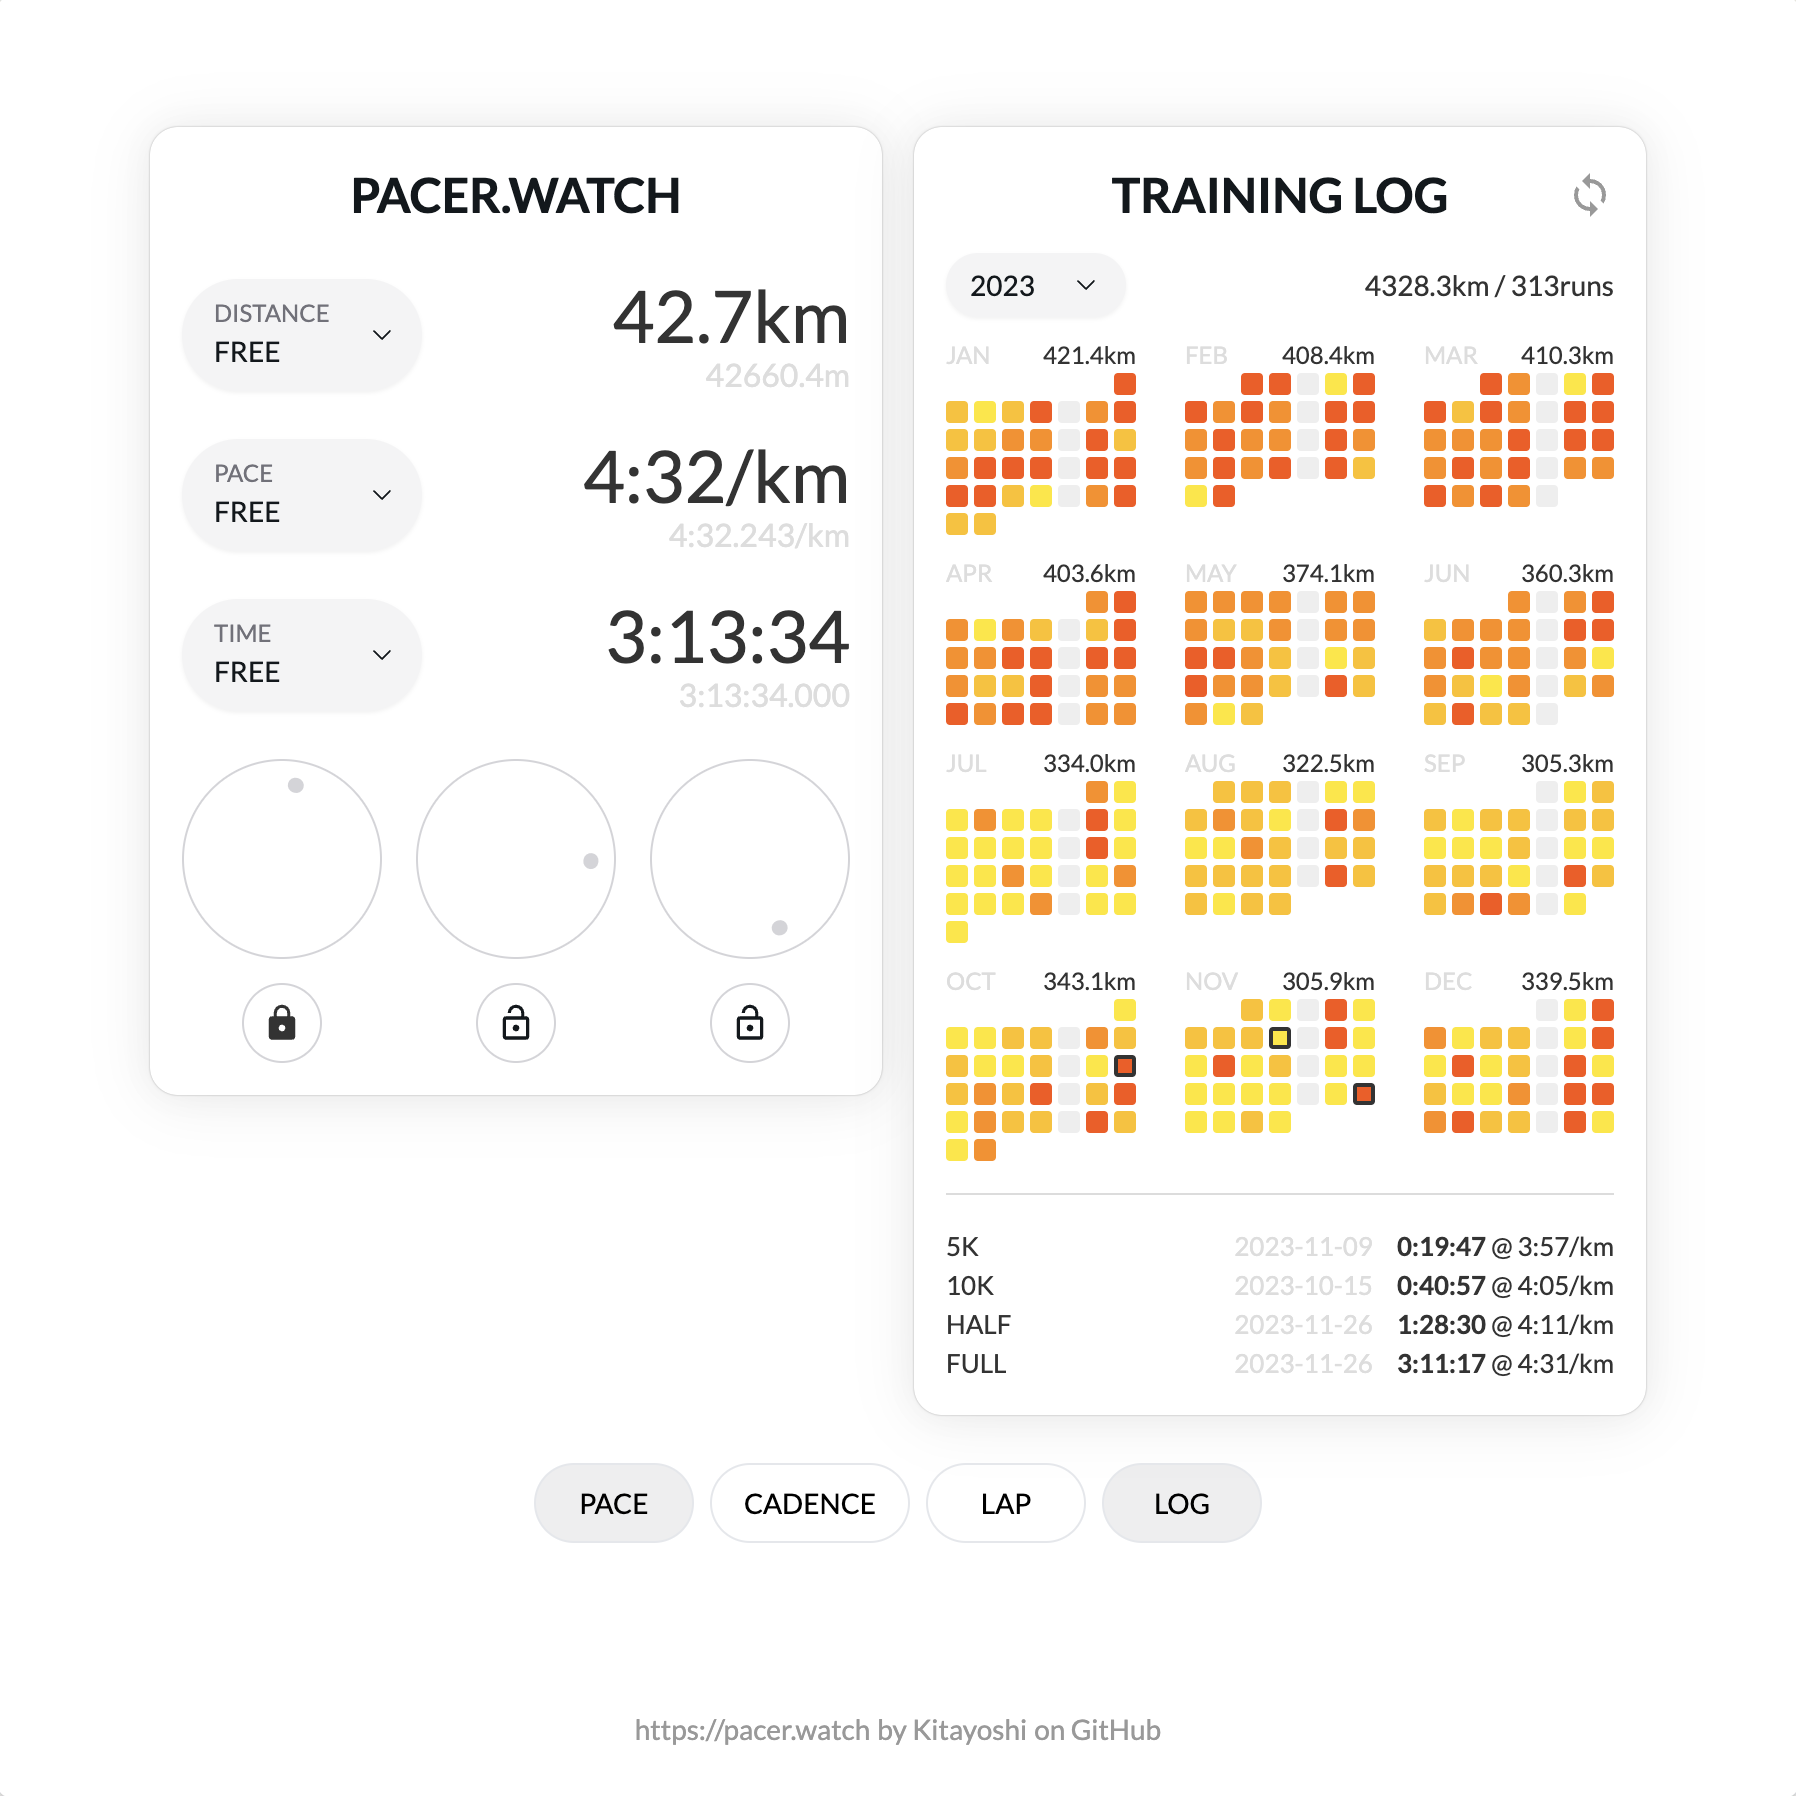 PACER.WATCH
DISTANCE
FREE
42.7km
42660.4m
PACE
FREE
4:32/km
4:32.243/km
TIME
FREE
3:13:34
3:13:34.000
TRAINING LOG
2023
4328.3km / 313runs
JAN 421.4km
FEB 408.4km
MAR 410.3km
APR 403.6km
MAY 374.1km
JUN 360.3km
JUL 334.0km
AUG 322.5km
SEP 305.3km
OCT 343.1km
NOV 305.9km
DEC 339.5km
5K 2023-11-09 0:19:47 @ 3:57/km
10K 2023-10-15 0:40:57 @ 4:05/km
HALF 2023-11-26 1:28:30 @ 4:11/km
FULL 2023-11-26 3:11:17 @ 4:31/km
PACE
CADENCE
LAP
LOG
https://pacer.watch by Kitayoshi on GitHub